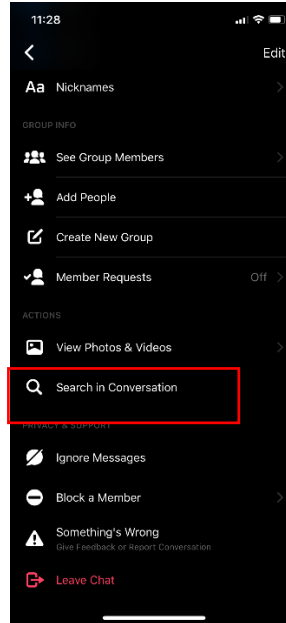 11:28
Edit
Aa Nicknames
GROUP INFO
See Group Members
Add People
Create New Group
Member Requests Off
ACTIONS
View Photos & Videos
Search in Conversation
PRIVACY & SUPPORT
Ignore Messages
Block a Member
Something's Wrong
Give Feedback or Report Conversation
Leave Chat